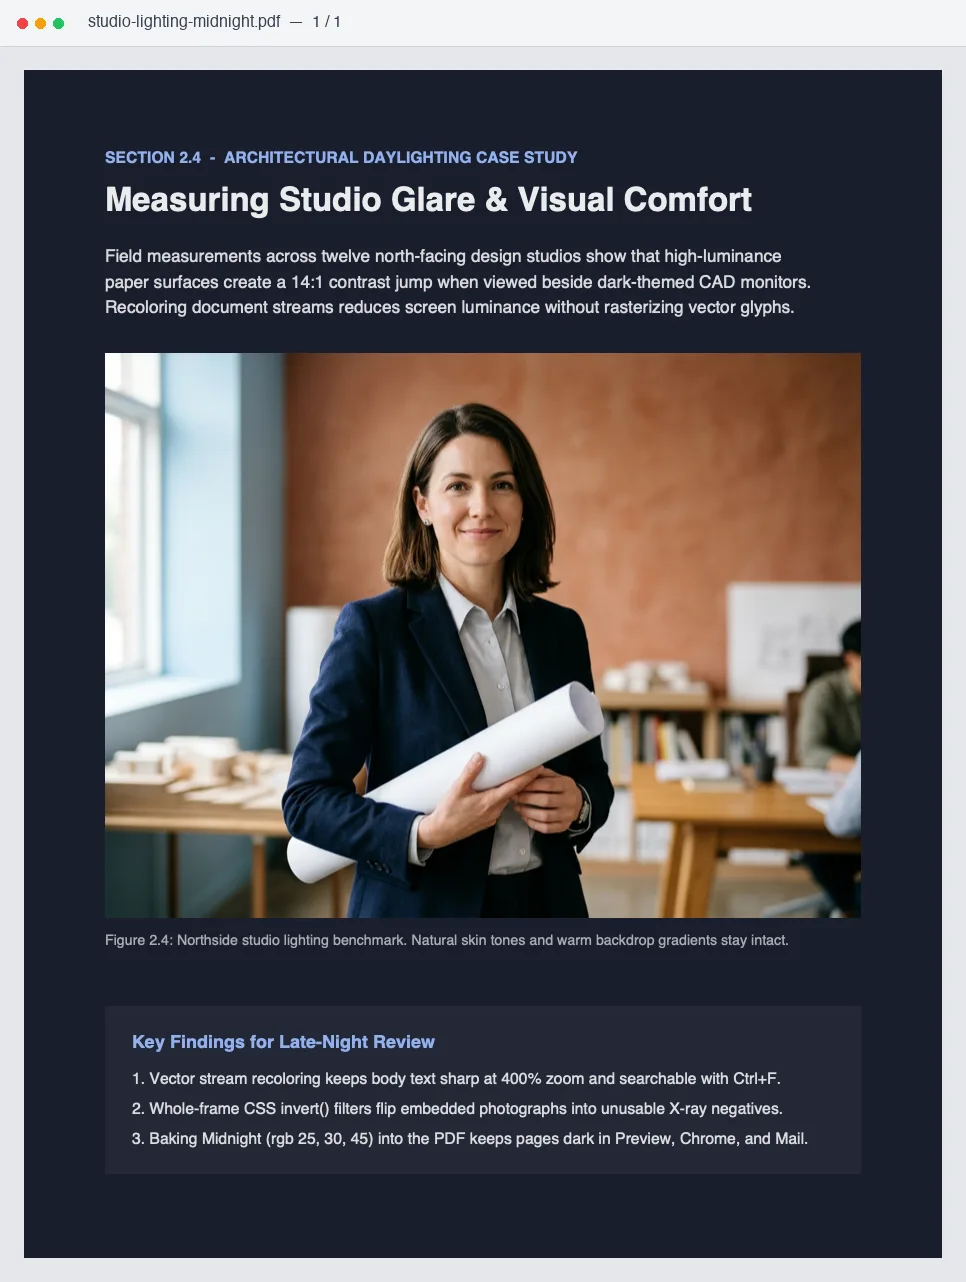 studio-lighting-midnight.pdf — 1 / 1
SECTION 2.4 - ARCHITECTURAL DAYLIGHTING CASE STUDY
Measuring Studio Glare & Visual Comfort
Field measurements across twelve north-facing design studios show that high-luminance
paper surfaces create a 14:1 contrast jump when viewed beside dark-themed CAD monitors.
Recoloring document streams reduces screen luminance without rasterizing vector glyphs.
Figure 2.4: Northside studio lighting benchmark. Natural skin tones and warm backdrop gradients stay intact.
Key Findings for Late-Night Review
1. Vector stream recoloring keeps body text sharp at 400% zoom and searchable with Ctrl+F.
2. Whole-frame CSS invert() filters flip embedded photographs into unusable X-ray negatives.
3. Baking Midnight (rgb 25, 30, 45) into the PDF keeps pages dark in Preview, Chrome, and Mail.